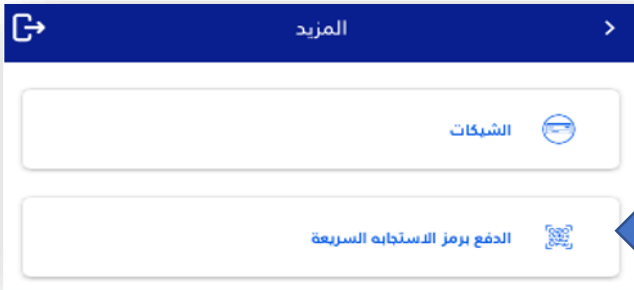 المزيد
الشيكات
الدفع برمز الاستجابه السريعة